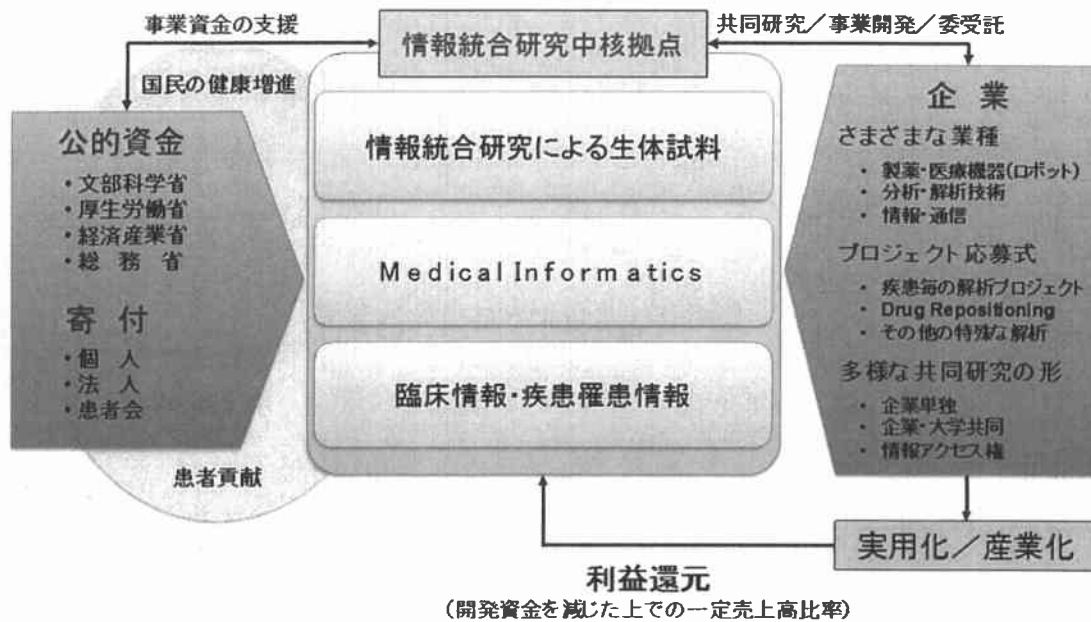 事業資金の支援
情報統合研究中核拠点
共同研究／事業開発／委受託
国民の健康増進
公的資金
・文部科学省
・厚生労働省
・経済産業省
・総務省
寄付
・個人
・法人
・患者会
患者貢献
情報統合研究による生体試料
Medical Informatics
臨床情報・疾患罹患情報
企業
さまざまな業種
・製薬・医療機器(ロボット)
・分析・解析技術
・情報・通信
プロジェクト応募式
・疾患毎の解析プロジェクト
・Drug Repositioning
・その他の特殊な解析
多様な共同研究の形
・企業単独
・企業・大学共同
・情報アクセス権
実用化／産業化
利益還元
(開発資金を減じた上での一定売上高比率)